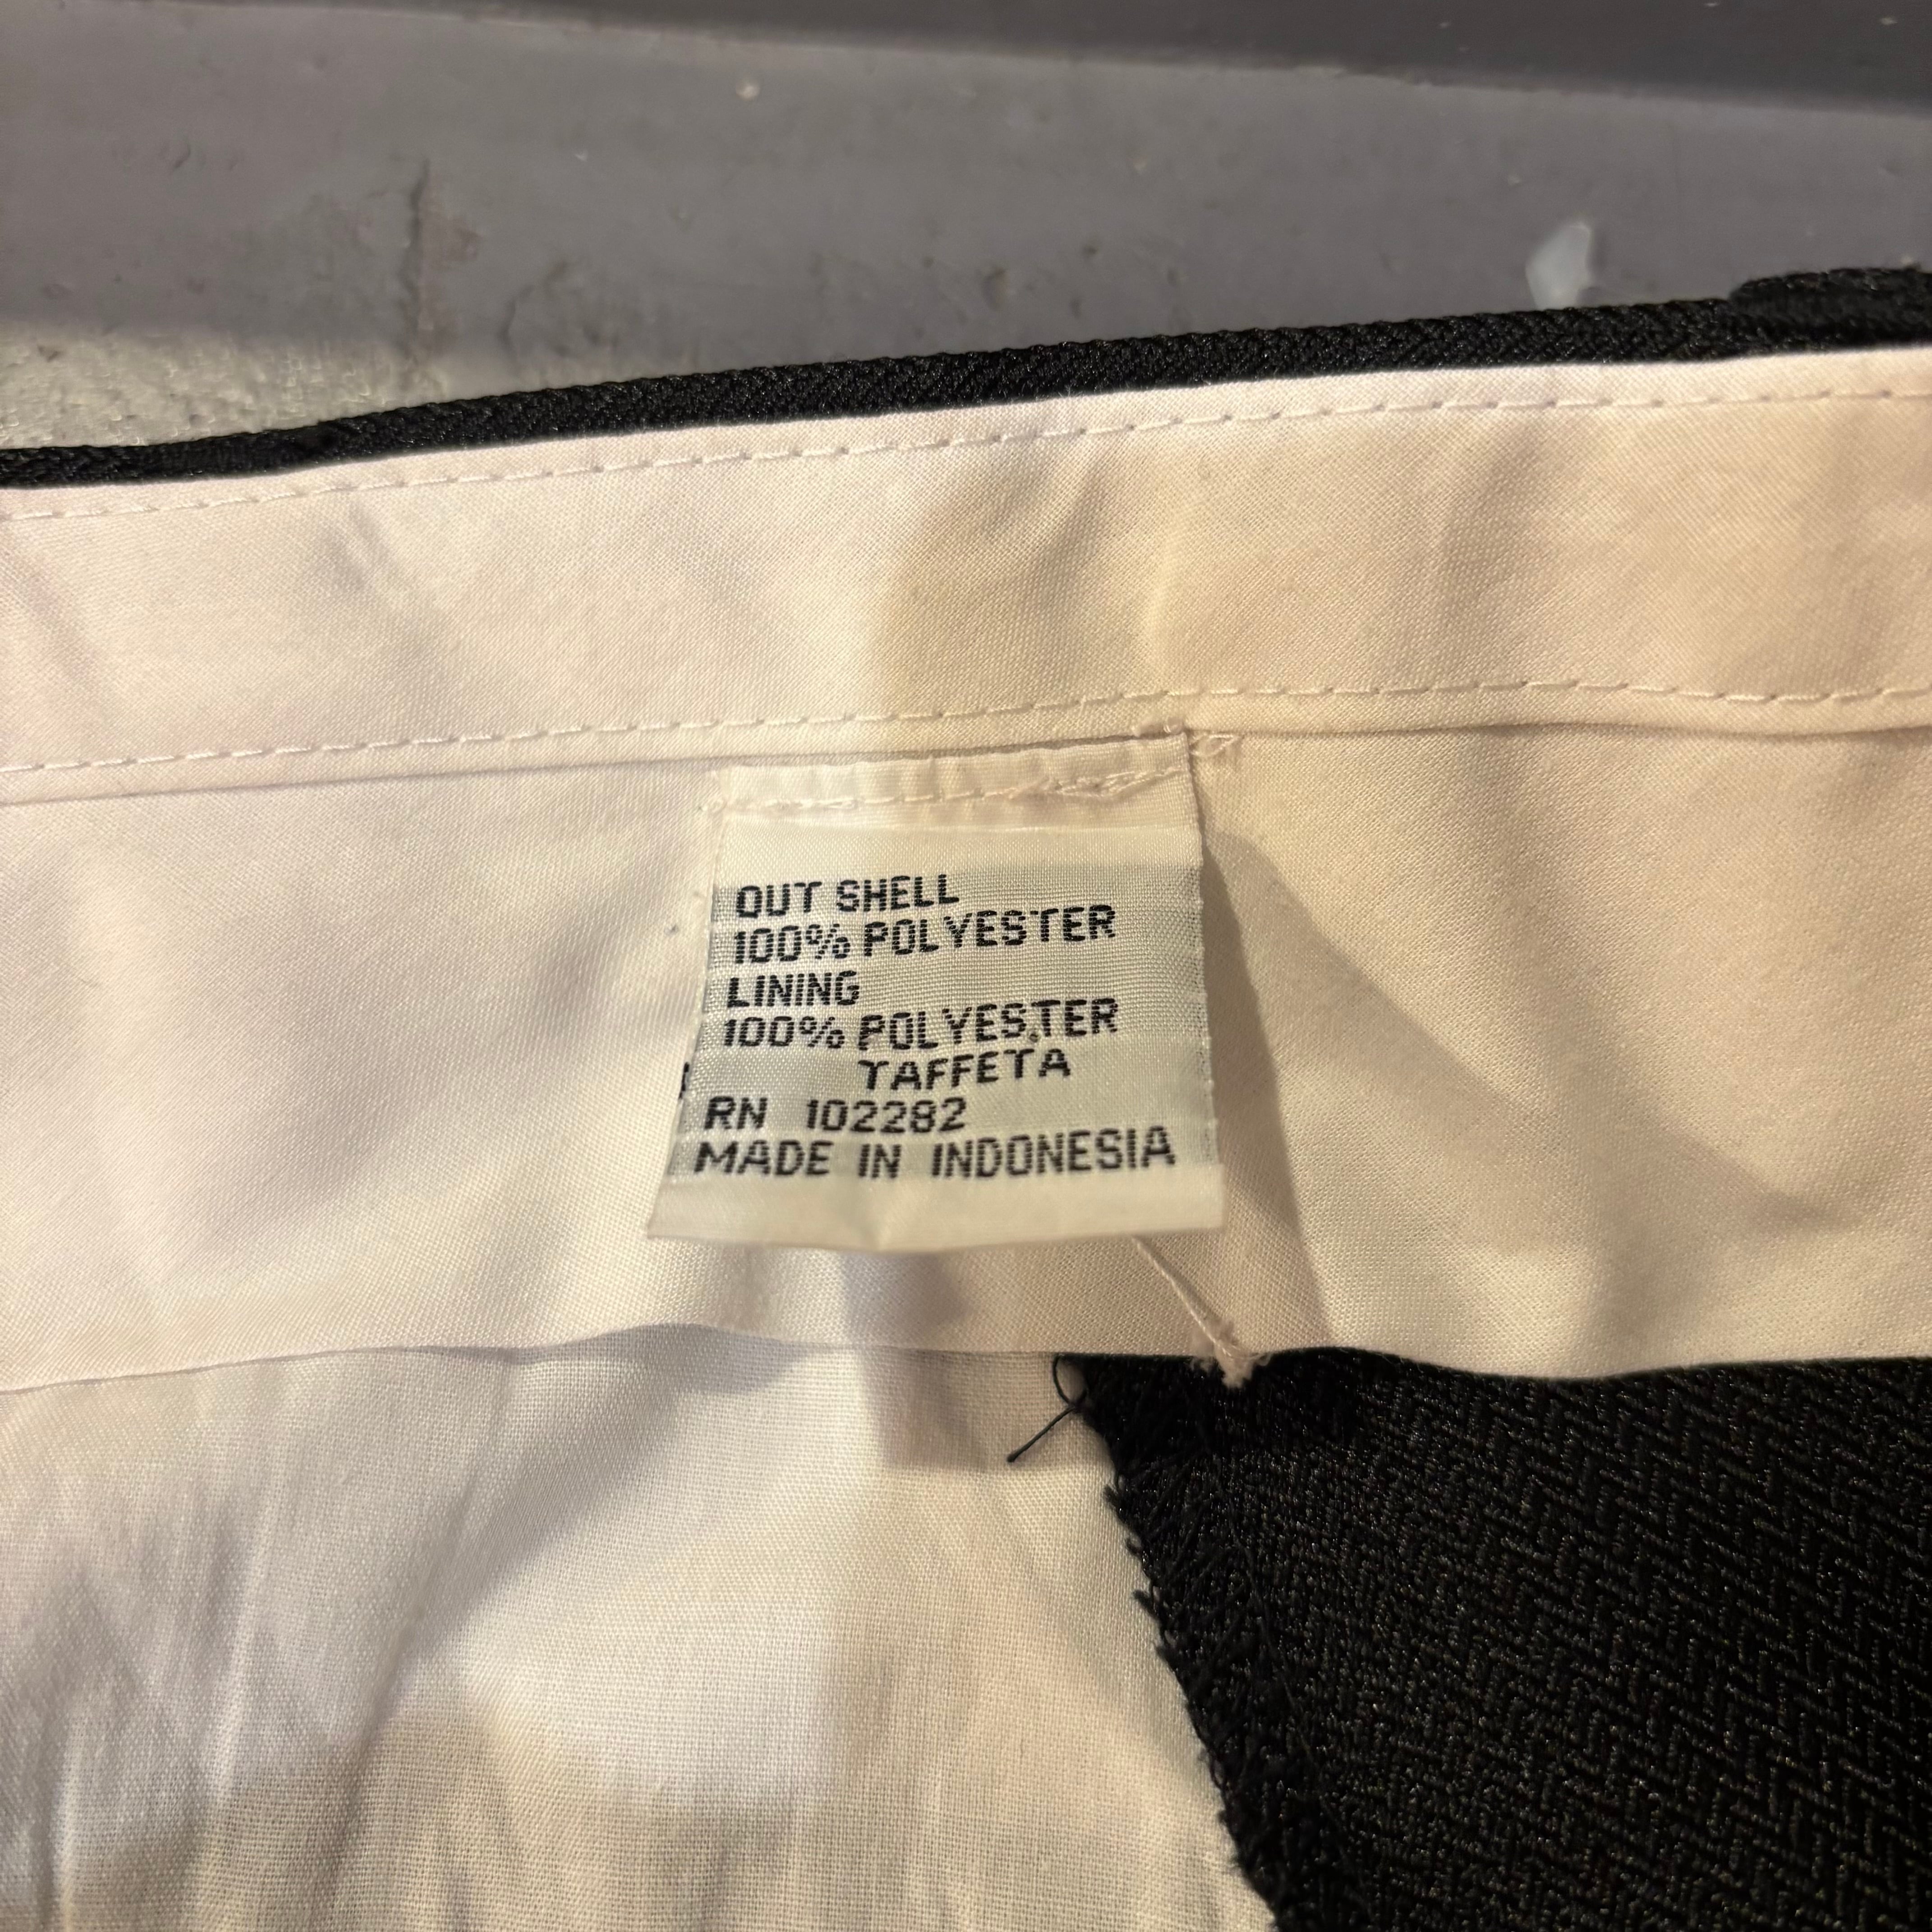 OUT SHELL
100% POLYESTER
LINING
100% POLYESTER
TAFFETA
RN 102282
MADE IN INDONESIA